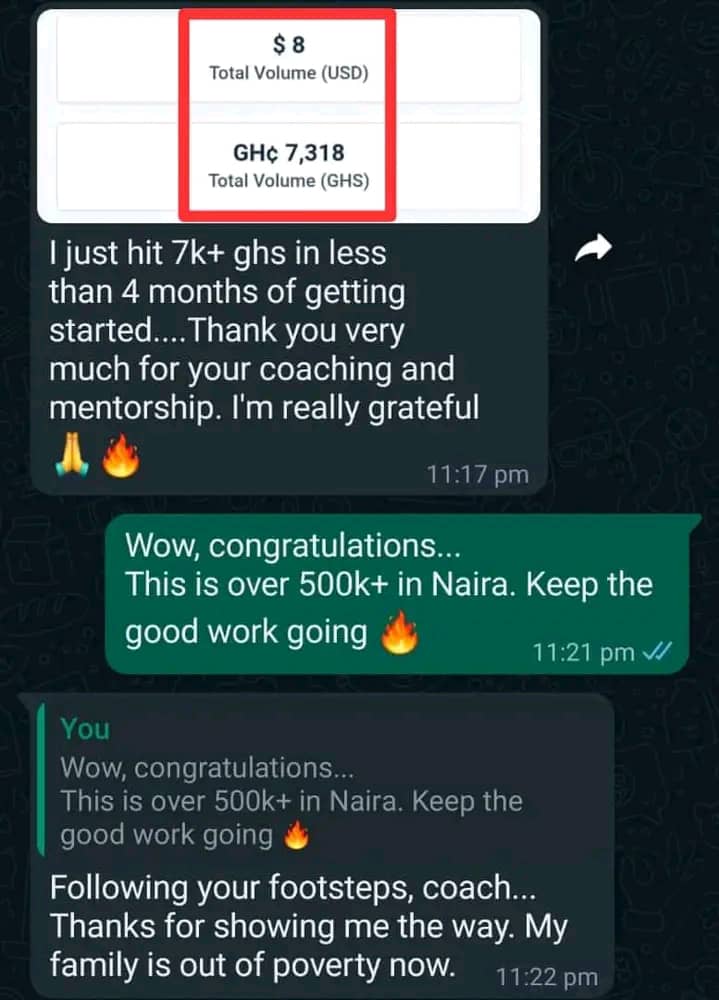 $ 8
Total Volume (USD)
GH¢ 7,318
Total Volume (GHS)
I just hit 7k+ ghs in less
than 4 months of getting
started....Thank you very
much for your coaching and
mentorship. I'm really grateful
🙏🔥
11:17 pm
Wow, congratulations...
This is over 500k+ in Naira. Keep the
good work going 🔥
11:21 pm
You
Wow, congratulations...
This is over 500k+ in Naira. Keep the
good work going 🔥
Following your footsteps, coach...
Thanks for showing me the way. My
family is out of poverty now.
11:22 pm